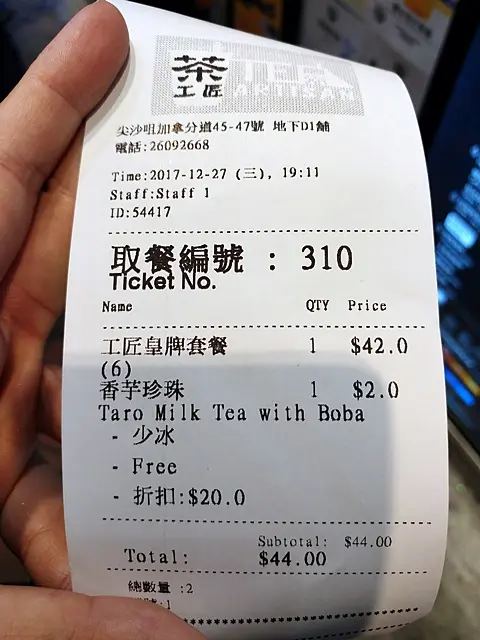 茶
工匠
TEA
ARTISAN
尖沙咀加拿分道45-47號 地下D1舖
電話:26092668
Time:2017-12-27 (三), 19:11
Staff:Staff 1
ID:54417
取餐編號 : 310
Ticket No.
Name QTY Price
工匠皇牌套餐 1 $42.0
(6)
香芋珍珠 1 $2.0
Taro Milk Tea with Boba
- 少冰
- Free
- 折扣:$20.0
Subtotal: $44.00
Total: $44.00
總數量 :2
:1